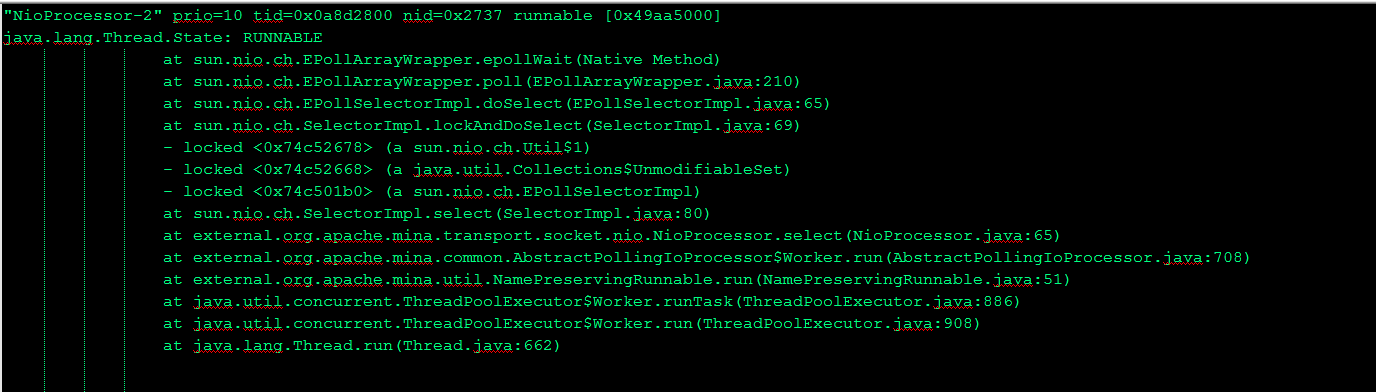 "NioProcessor-2" prio=10 tid=0x0a8d2800 nid=0x2737 runnable [0x49aa5000]
java.lang.Thread.State: RUNNABLE
at sun.nio.ch.EPollArrayWrapper.epollWait(Native Method)
at sun.nio.ch.EPollArrayWrapper.poll(EPollArrayWrapper.java:210)
at sun.nio.ch.EPollSelectorImpl.doSelect(EPollSelectorImpl.java:65)
at sun.nio.ch.SelectorImpl.lockAndDoSelect(SelectorImpl.java:69)
- locked <0x74c52678> (a sun.nio.ch.Util$1)
- locked <0x74c52668> (a java.util.Collections$UnmodifiableSet)
- locked <0x74c501b0> (a sun.nio.ch.EPollSelectorImpl)
at sun.nio.ch.SelectorImpl.select(SelectorImpl.java:80)
at external.org.apache.mina.transport.socket.nio.NioProcessor.select(NioProcessor.java:65)
at external.org.apache.mina.common.AbstractPollingIoProcessor$Worker.run(AbstractPollingIoProcessor.java:708)
at external.org.apache.mina.util.NamePreservingRunnable.run(NamePreservingRunnable.java:51)
at java.util.concurrent.ThreadPoolExecutor$Worker.runTask(ThreadPoolExecutor.java:886)
at java.util.concurrent.ThreadPoolExecutor$Worker.run(ThreadPoolExecutor.java:908)
at java.lang.Thread.run(Thread.java:662)